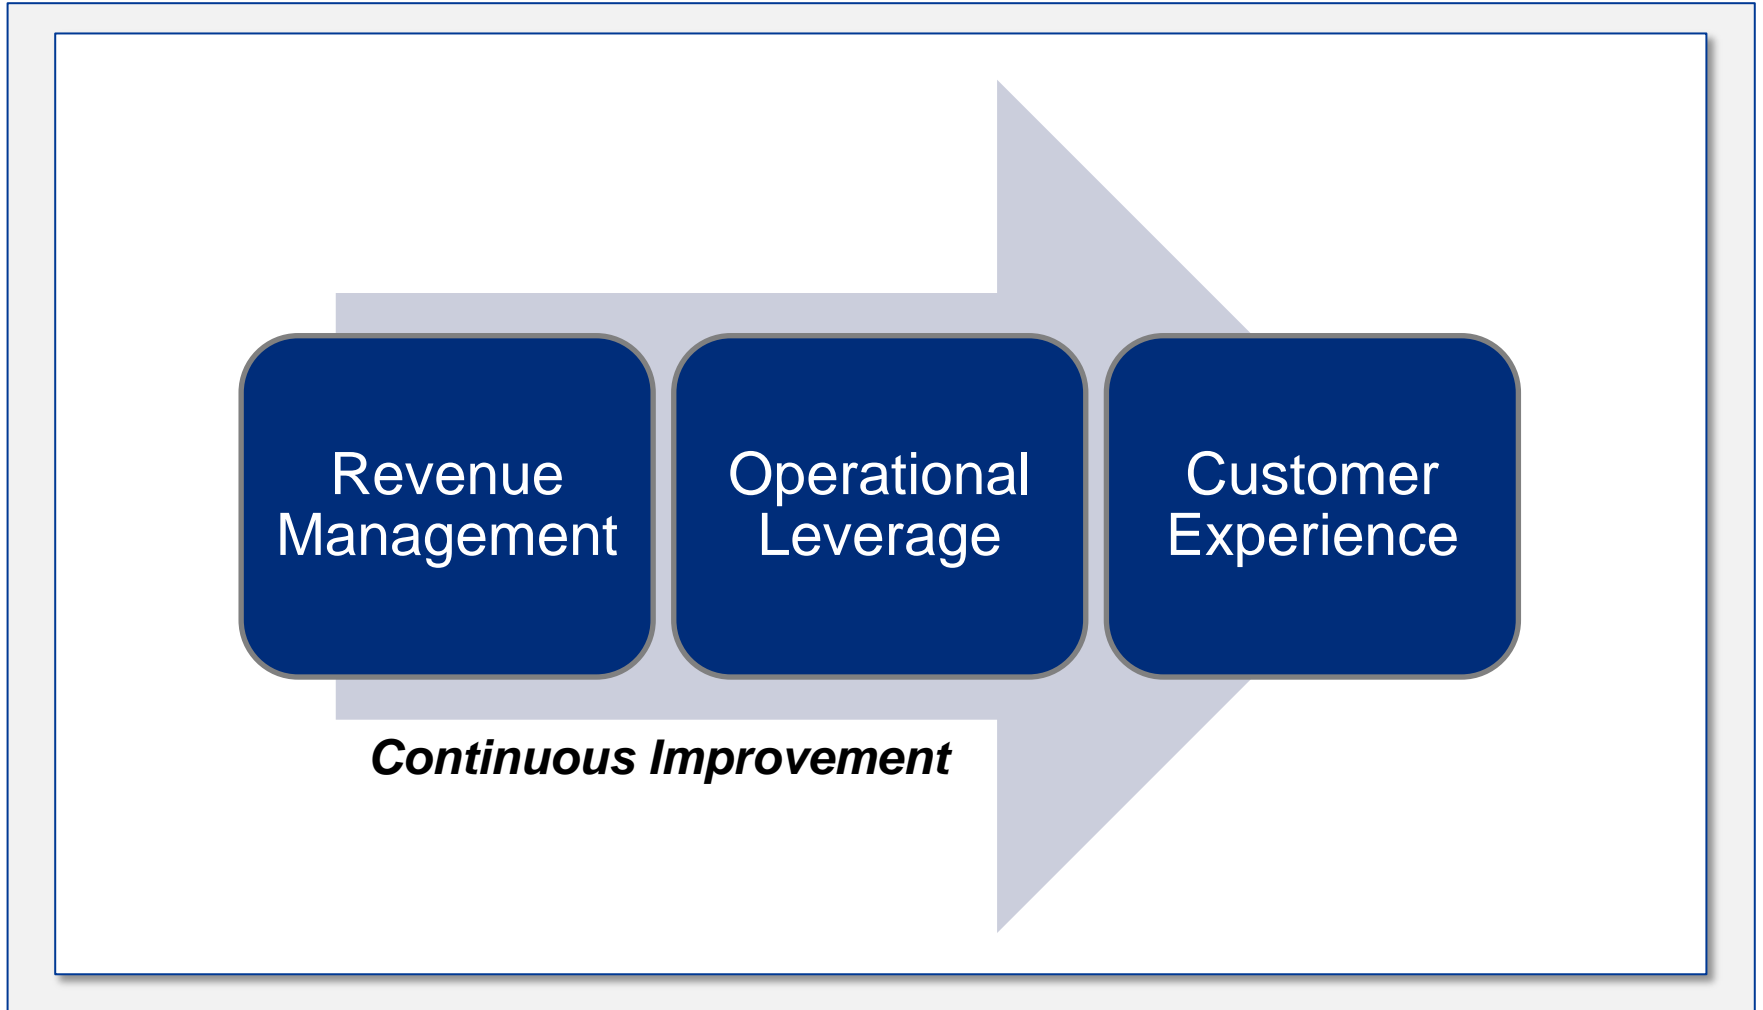 Revenue
Management
Operational
Leverage
Customer
Experience
Continuous Improvement